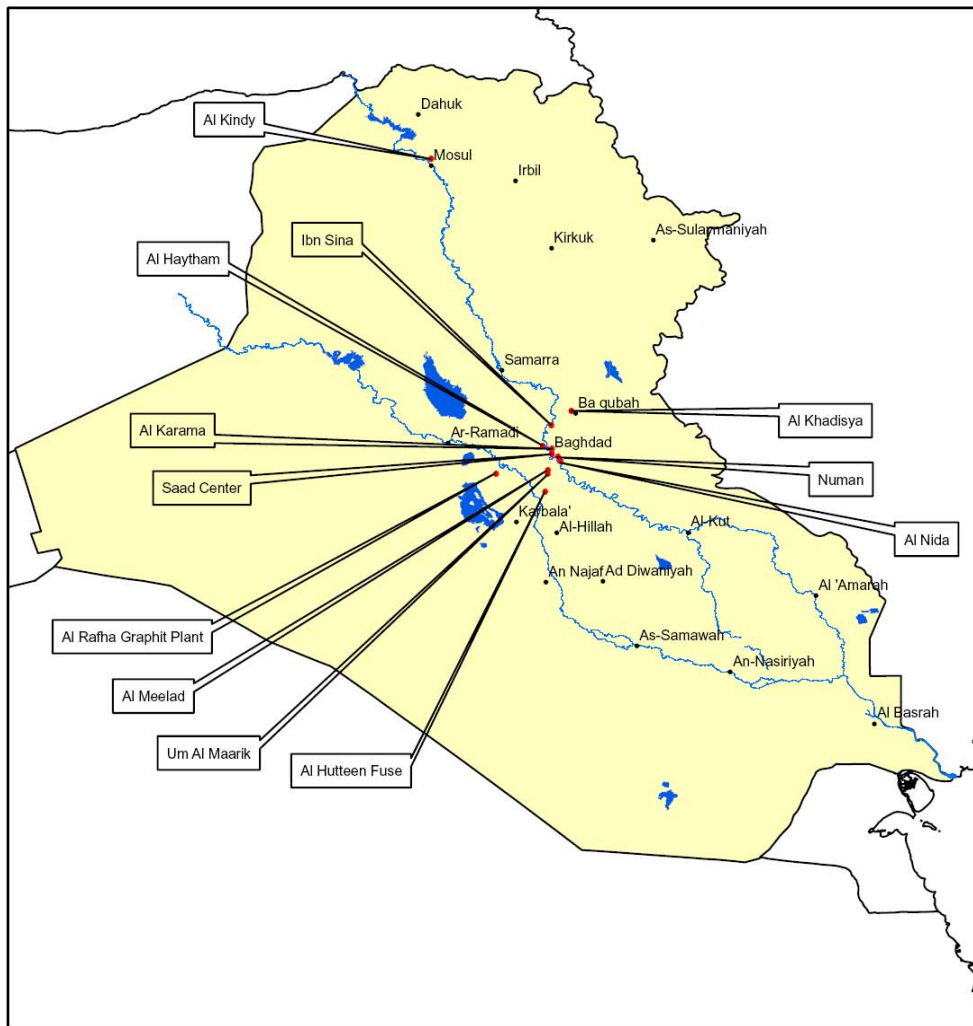 Dahuk
Al Kindy
Mosul
Irbil
Ibn Sina
Al Haytham
Kirkuk
As-Sulaymaniyah
Samarra
Ba qubah
Al Khadisya
Al Karama
Ar-Ramadi
Baghdad
Saad Center
Numan
Karbala'
Al-Hillah
Al-Kut
Al Nida
An Najaf
Ad Diwaniyah
Al 'Amarah
Al Rafha Graphit Plant
As-Samawah
An-Nasiriyah
Al Meelad
Al Basrah
Um Al Maarik
Al Hutteen Fuse